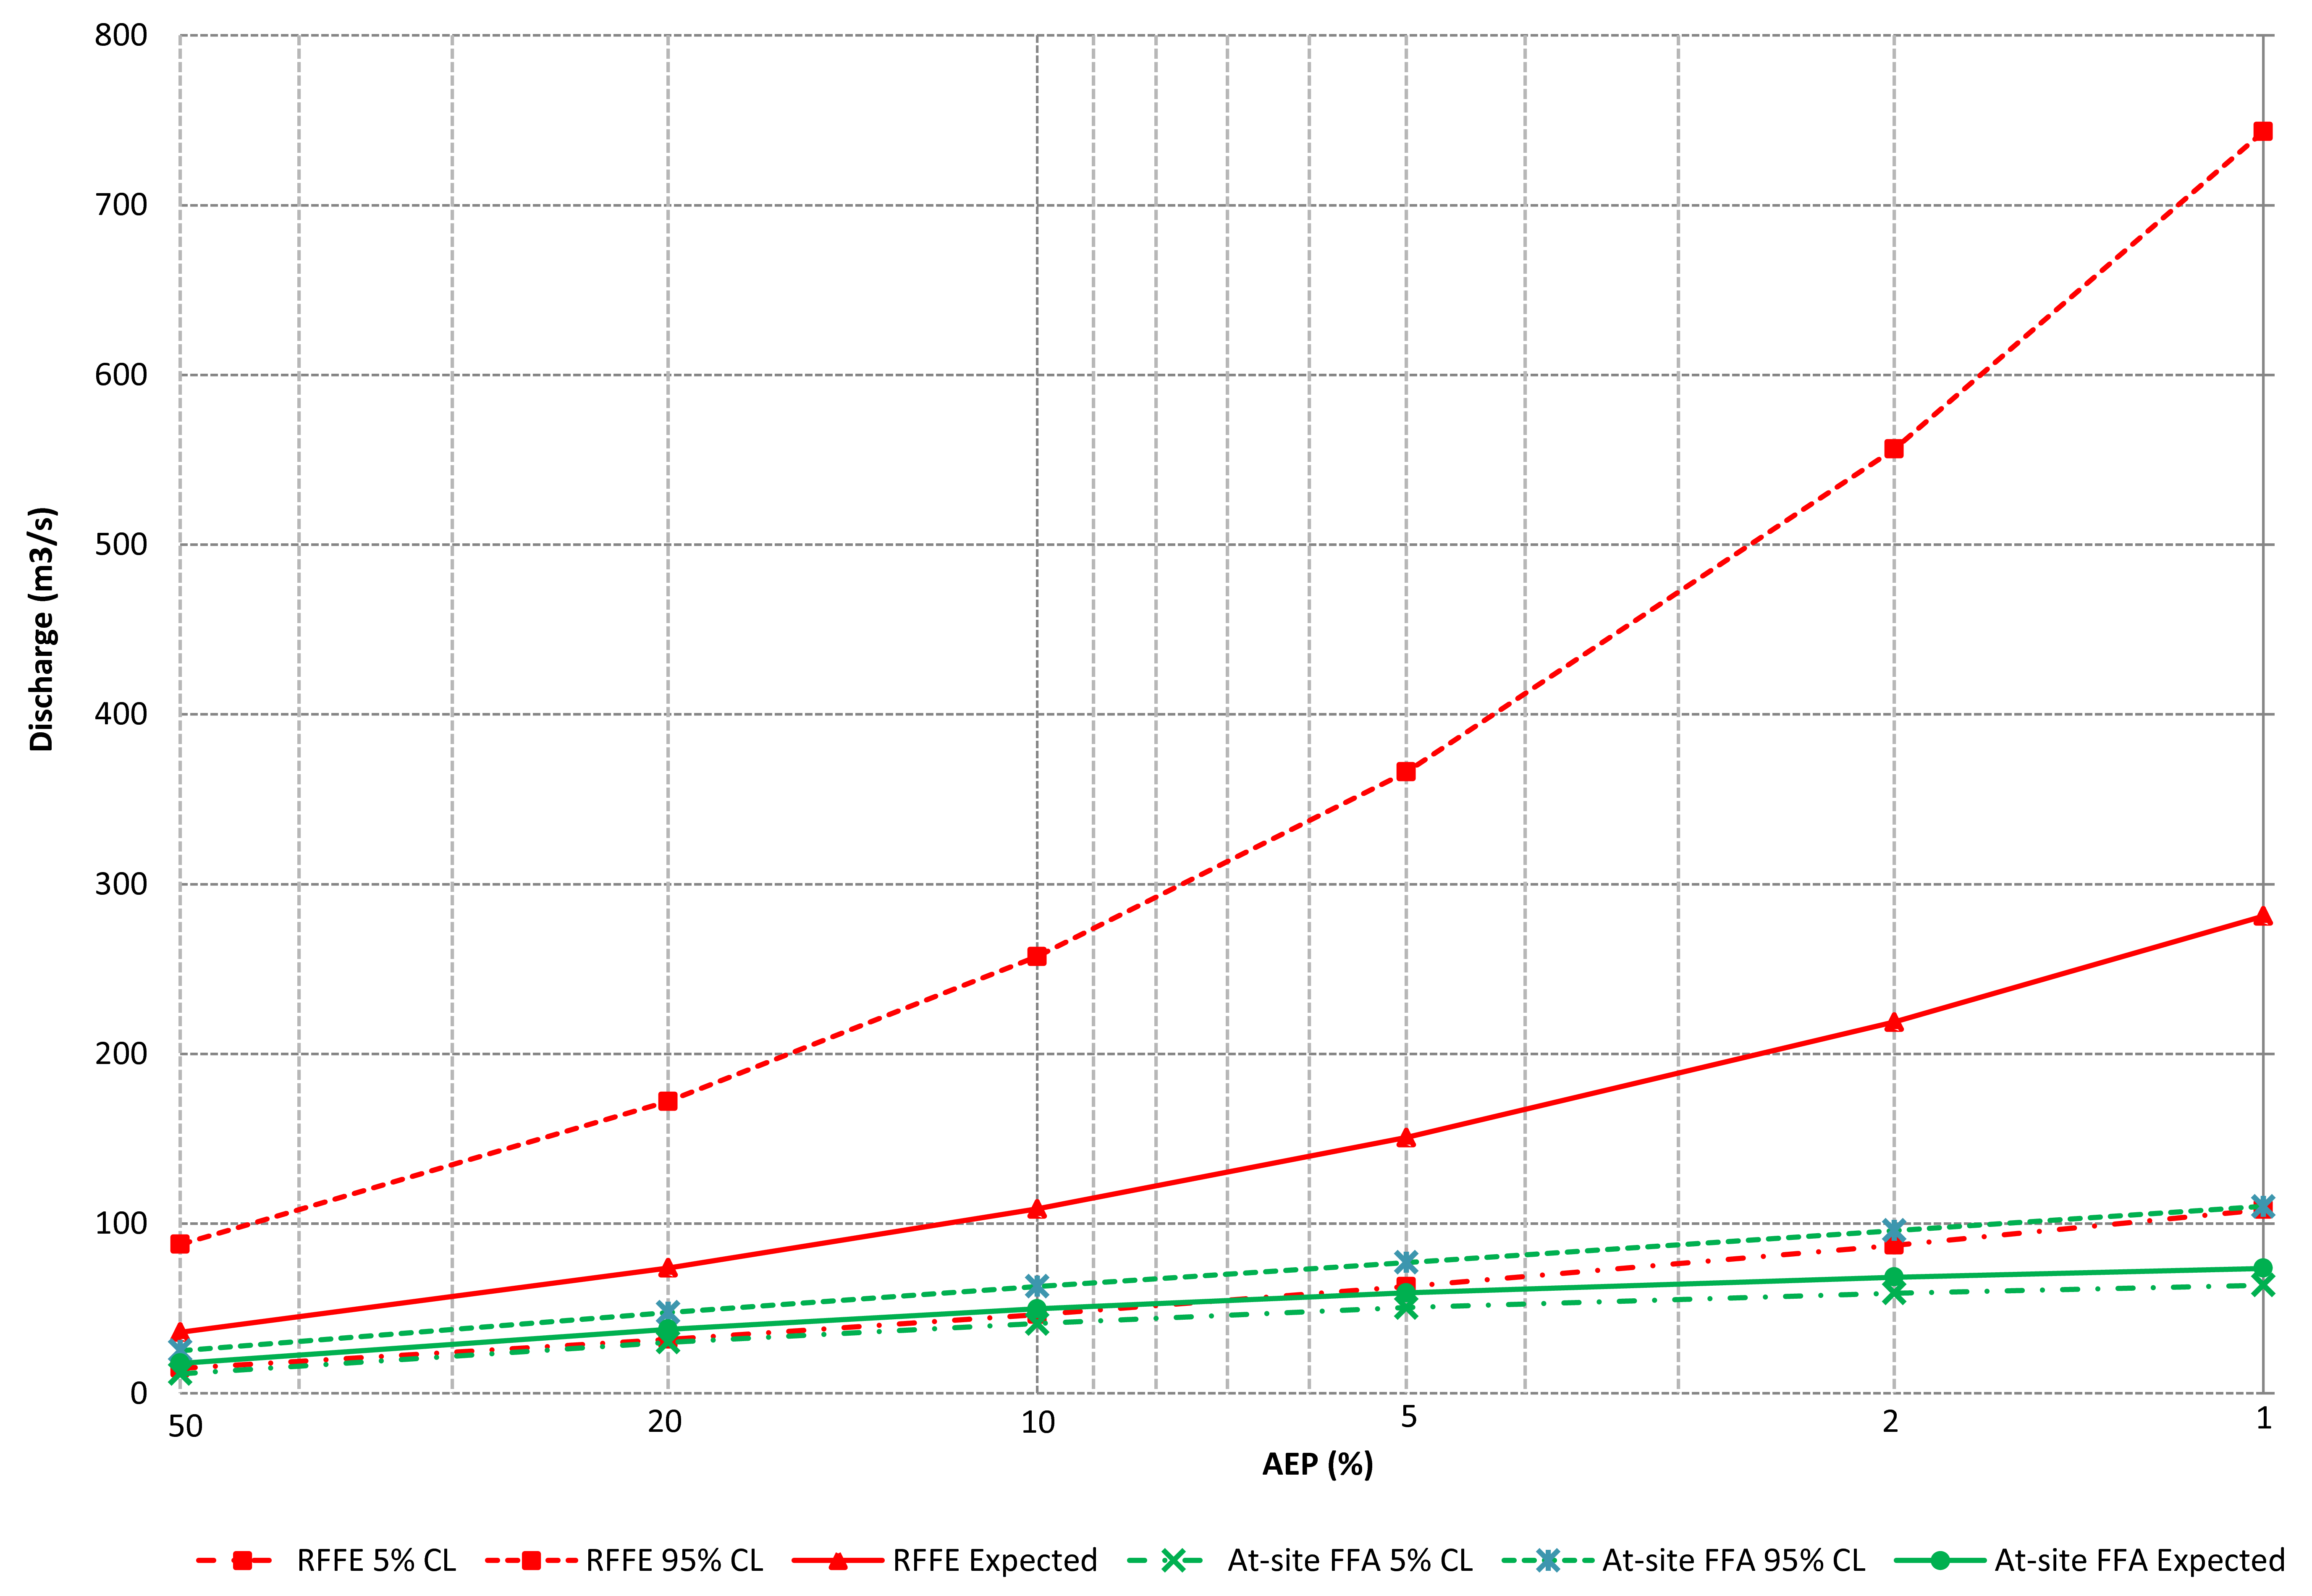 800
700
600
500
400
300
200
100
0
Discharge (m3/s)
50 20 10 5 2 1
AEP (%)
RFFE 5% CL RFFE 95% CL RFFE Expected At-site FFA 5% CL At-site FFA 95% CL At-site FFA Expected